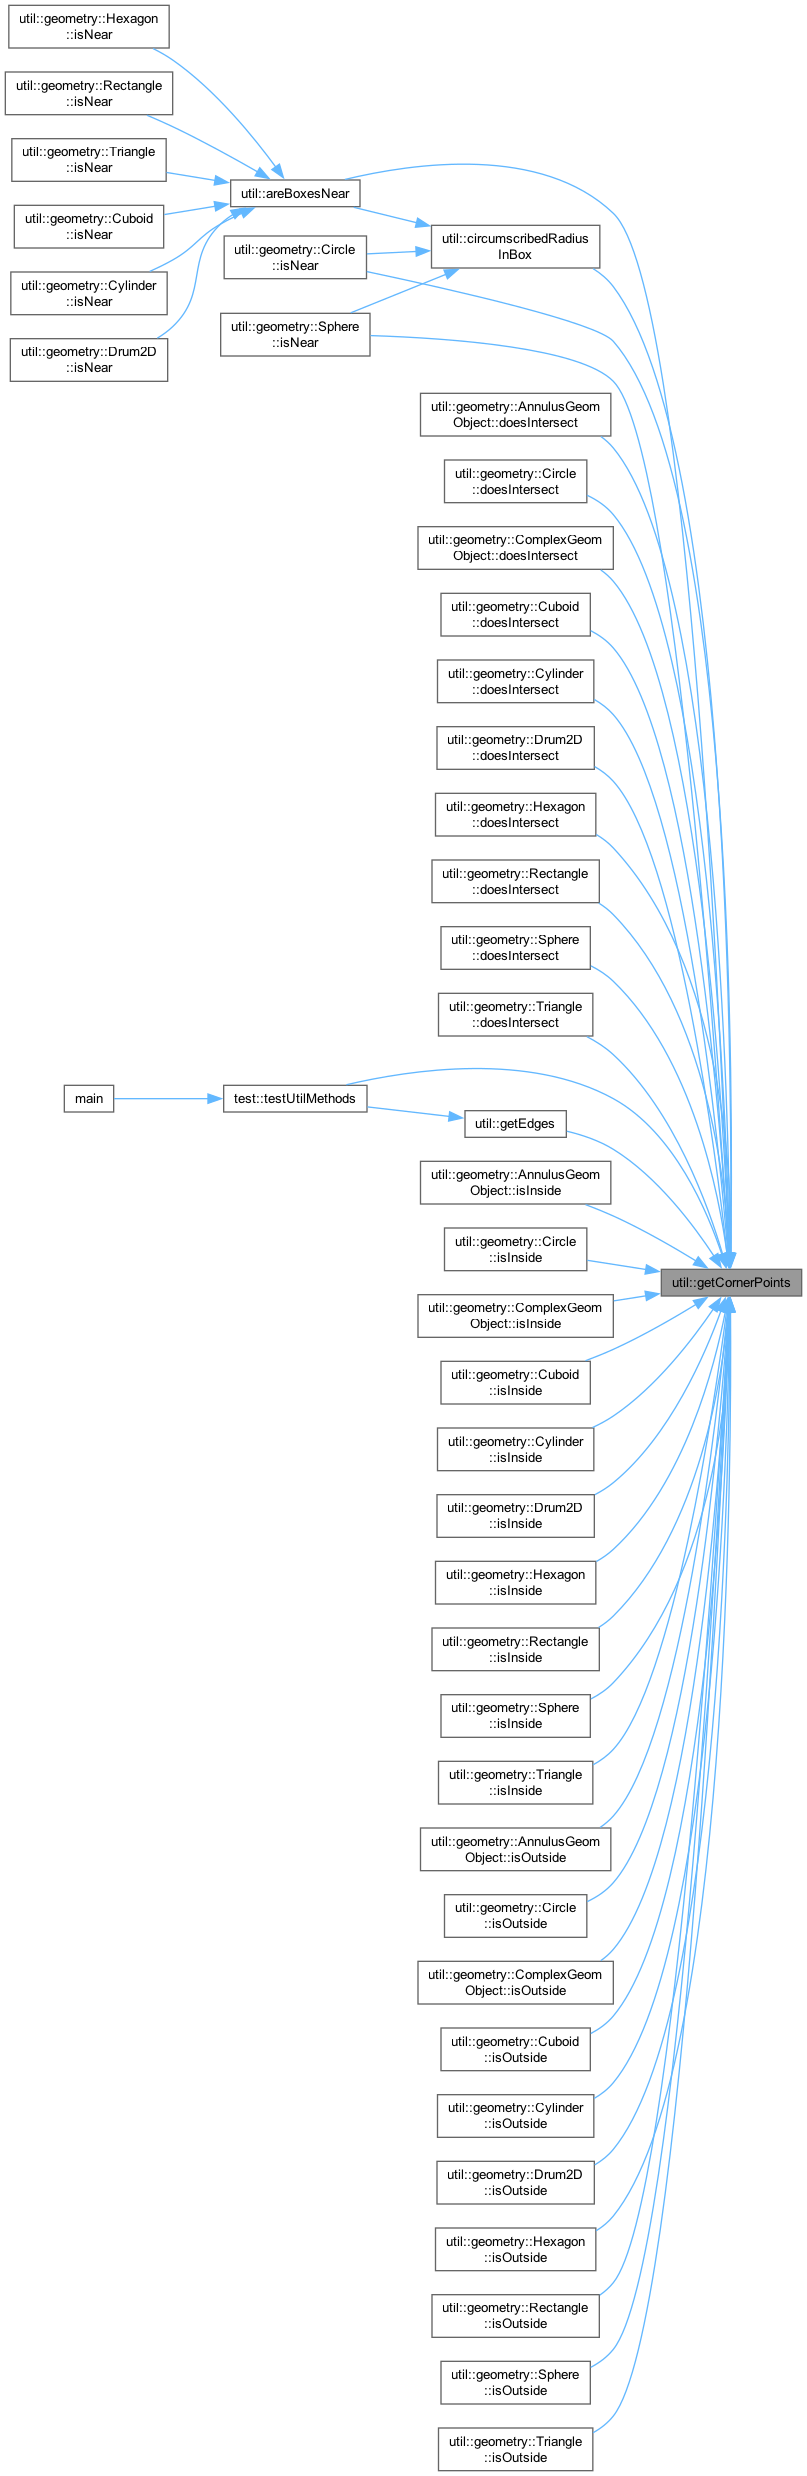 util::geometry::Hexagon
::isNear
util::geometry::Rectangle
::isNear
util::geometry::Triangle
::isNear
util::areBoxesNear
util::geometry::Cuboid
::isNear
util::geometry::Circle
::isNear
util::circumscribedRadius
InBox
util::geometry::Cylinder
::isNear
util::geometry::Sphere
::isNear
util::geometry::Drum2D
::isNear
util::geometry::AnnulusGeom
Object::doesIntersect
util::geometry::Circle
::doesIntersect
util::geometry::ComplexGeom
Object::doesIntersect
util::geometry::Cuboid
::doesIntersect
util::geometry::Cylinder
::doesIntersect
util::geometry::Drum2D
::doesIntersect
util::geometry::Hexagon
::doesIntersect
util::geometry::Rectangle
::doesIntersect
util::geometry::Sphere
::doesIntersect
util::geometry::Triangle
::doesIntersect
main
test::testUtilMethods
util::getEdges
util::geometry::AnnulusGeom
Object::isInside
util::geometry::Circle
::isInside
util::getCornerPoints
util::geometry::ComplexGeom
Object::isInside
util::geometry::Cuboid
::isInside
util::geometry::Cylinder
::isInside
util::geometry::Drum2D
::isInside
util::geometry::Hexagon
::isInside
util::geometry::Rectangle
::isInside
util::geometry::Sphere
::isInside
util::geometry::Triangle
::isInside
util::geometry::AnnulusGeom
Object::isOutside
util::geometry::Circle
::isOutside
util::geometry::ComplexGeom
Object::isOutside
util::geometry::Cuboid
::isOutside
util::geometry::Cylinder
::isOutside
util::geometry::Drum2D
::isOutside
util::geometry::Hexagon
::isOutside
util::geometry::Rectangle
::isOutside
util::geometry::Sphere
::isOutside
util::geometry::Triangle
::isOutside